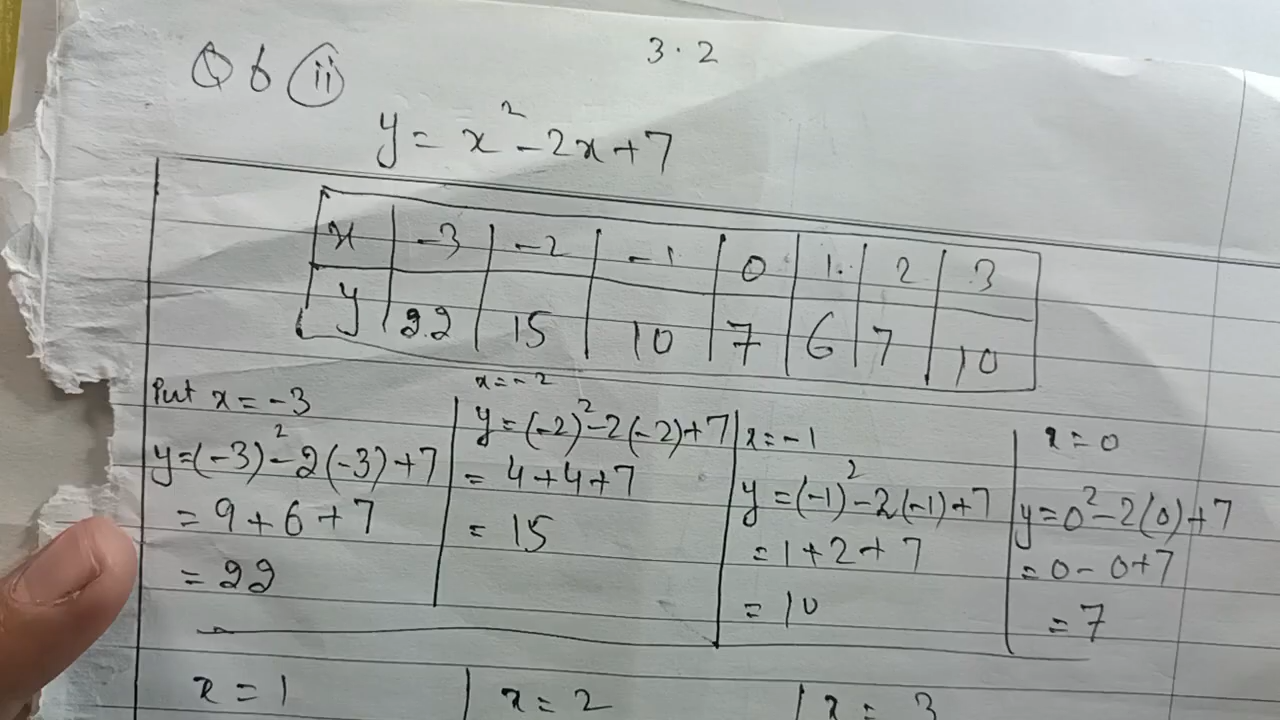 3.2
Q6 (ii)
y = x² - 2x + 7
x | -3 | -2 | -1 | 0 | 1 | 2 | 3
y | 22 | 15 | 10 | 7 | 6 | 7 | 10
Put x = -3
y = (-3)² - 2(-3) + 7
= 9 + 6 + 7
= 22
x = -2
y = (-2)² - 2(-2) + 7
= 4 + 4 + 7
= 15
x = -1
y = (-1)² - 2(-1) + 7
= 1 + 2 + 7
= 10
x = 0
y = 0² - 2(0) + 7
= 0 - 0 + 7
= 7
x = 1
x = 2
x = 3